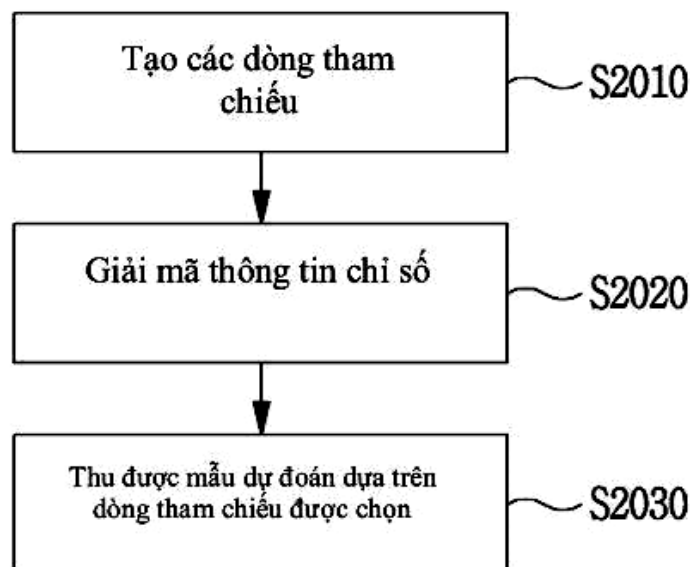 Tạo các dòng tham
chiếu
S2010
Giải mã thông tin chỉ số
S2020
Thu được mẫu dự đoán dựa trên
dòng tham chiếu được chọn
S2030